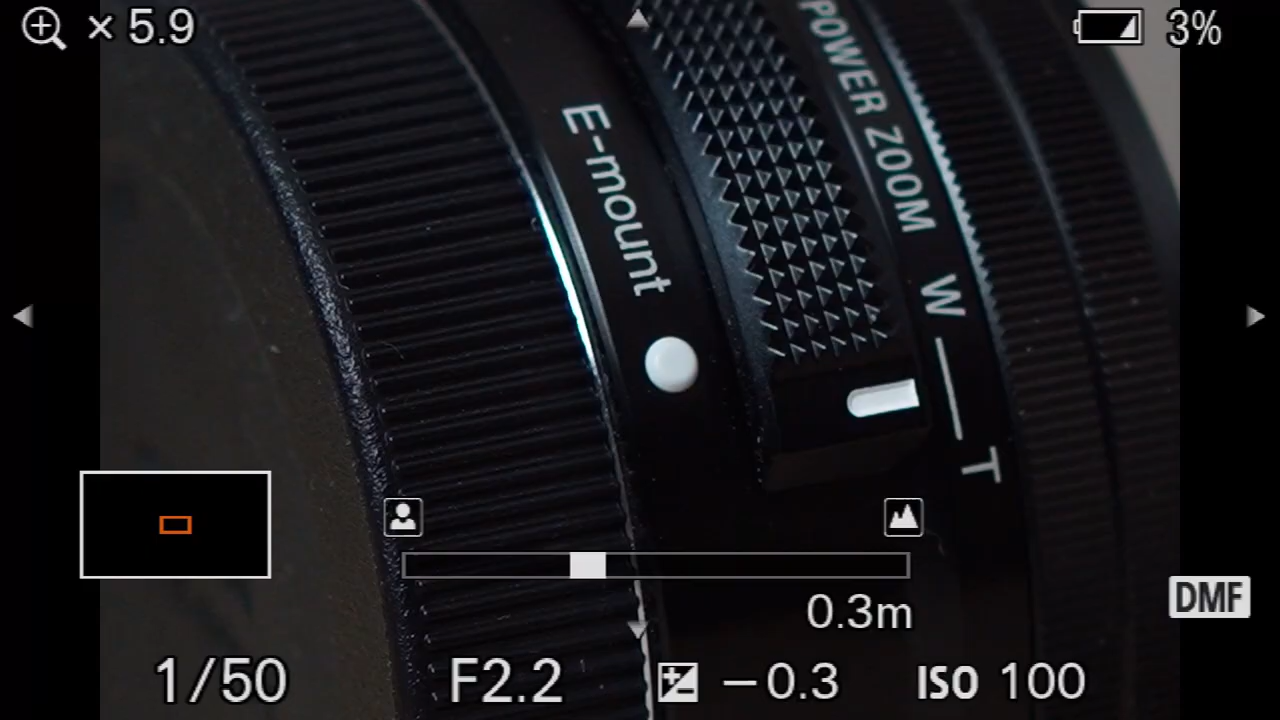 × 5.9
3%
POWER ZOOM
E-mount
W
T
0.3m
DMF
1/50
F2.2
−0.3
ISO 100